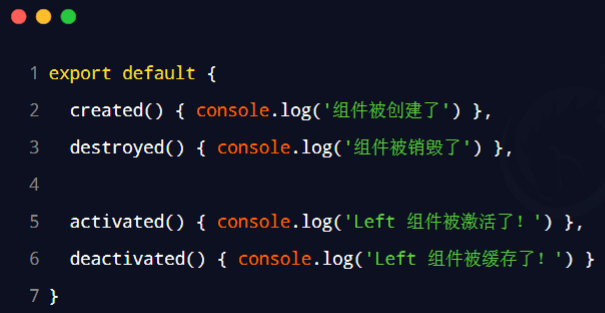 1 export default {
2 created() { console.log('组件被创建了') },
3 destroyed() { console.log('组件被销毁了') },
4
5 activated() { console.log('Left 组件被激活了！') },
6 deactivated() { console.log('Left 组件被缓存了！') }
7 }